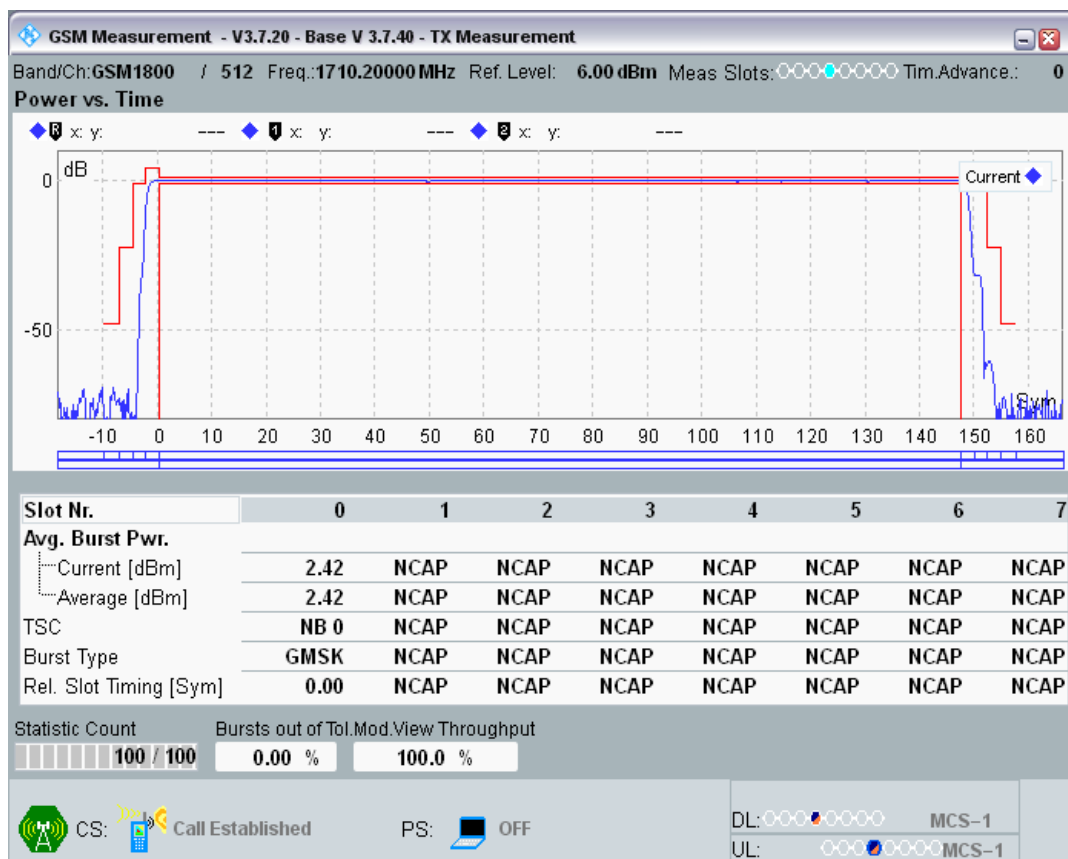 GSM Measurement - V3.7.20 - Base V 3.7.40 - TX Measurement
Band/Ch:GSM1800 / 512 Freq.:1710.20000 MHz Ref. Level: 6.00 dBm Meas Slots: Tim.Advance.: 0
Power vs. Time
R x: y: --- 1 x: y: --- 2 x: y: ---
dB
Current
0
-50
Sym
-10 0 10 20 30 40 50 60 70 80 90 100 110 120 130 140 150 160
Slot Nr. 0 1 2 3 4 5 6 7
Avg. Burst Pwr.
Current [dBm] 2.42 NCAP NCAP NCAP NCAP NCAP NCAP NCAP
Average [dBm] 2.42 NCAP NCAP NCAP NCAP NCAP NCAP NCAP
TSC NB 0 NCAP NCAP NCAP NCAP NCAP NCAP NCAP
Burst Type GMSK NCAP NCAP NCAP NCAP NCAP NCAP NCAP
Rel. Slot Timing [Sym] 0.00 NCAP NCAP NCAP NCAP NCAP NCAP NCAP
Statistic Count Bursts out of Tol.Mod.View Throughput
100 / 100 0.00 % 100.0 %
CS: Call Established PS: OFF
DL: MCS-1
UL: MCS-1